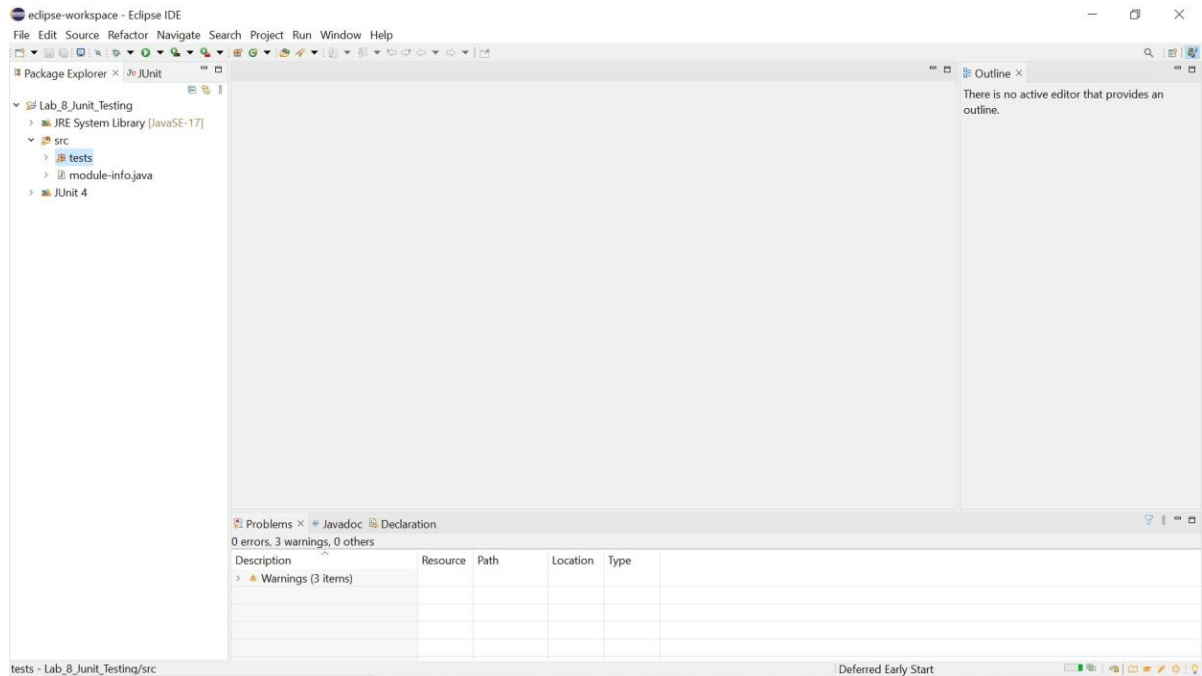 eclipse-workspace - Eclipse IDE
File Edit Source Refactor Navigate Search Project Run Window Help
Package Explorer JUnit
Outline
There is no active editor that provides an
outline.
Lab_8_Junit_Testing
JRE System Library [JavaSE-17]
src
tests
module-info.java
JUnit 4
Problems Javadoc Declaration
0 errors, 3 warnings, 0 others
Description Resource Path Location Type
Warnings (3 items)
tests - Lab_8_Junit_Testing/src
Deferred Early Start